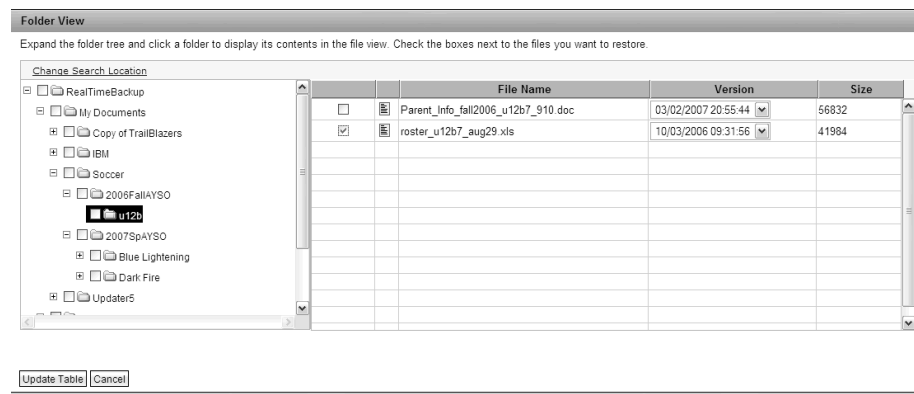 Folder View
Expand the folder tree and click a folder to display its contents in the file view. Check the boxes next to the files you want to restore.
Change Search Location
RealTimeBackup
My Documents
Copy of TrailBlazers
IBM
Soccer
2006FallAYSO
u12b
2007SpAYSO
Blue Lightening
Dark Fire
Updater5
File Name Version Size
Parent_Info_fall2006_u12b7_910.doc 03/02/2007 20:55:44 56832
roster_u12b7_aug29.xls 10/03/2006 09:31:56 41984
Update Table Cancel